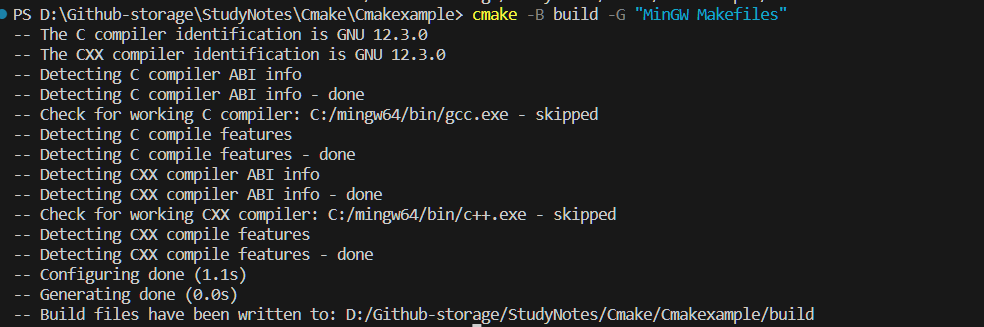 PS D:\Github-storage\StudyNotes\Cmake\Cmakexample> cmake -B build -G "MinGW Makefiles"
-- The C compiler identification is GNU 12.3.0
-- The CXX compiler identification is GNU 12.3.0
-- Detecting C compiler ABI info
-- Detecting C compiler ABI info - done
-- Check for working C compiler: C:/mingw64/bin/gcc.exe - skipped
-- Detecting C compile features
-- Detecting C compile features - done
-- Detecting CXX compiler ABI info
-- Detecting CXX compiler ABI info - done
-- Check for working CXX compiler: C:/mingw64/bin/c++.exe - skipped
-- Detecting CXX compile features
-- Detecting CXX compile features - done
-- Configuring done (1.1s)
-- Generating done (0.0s)
-- Build files have been written to: D:/Github-storage/StudyNotes/Cmake/Cmakexample/build